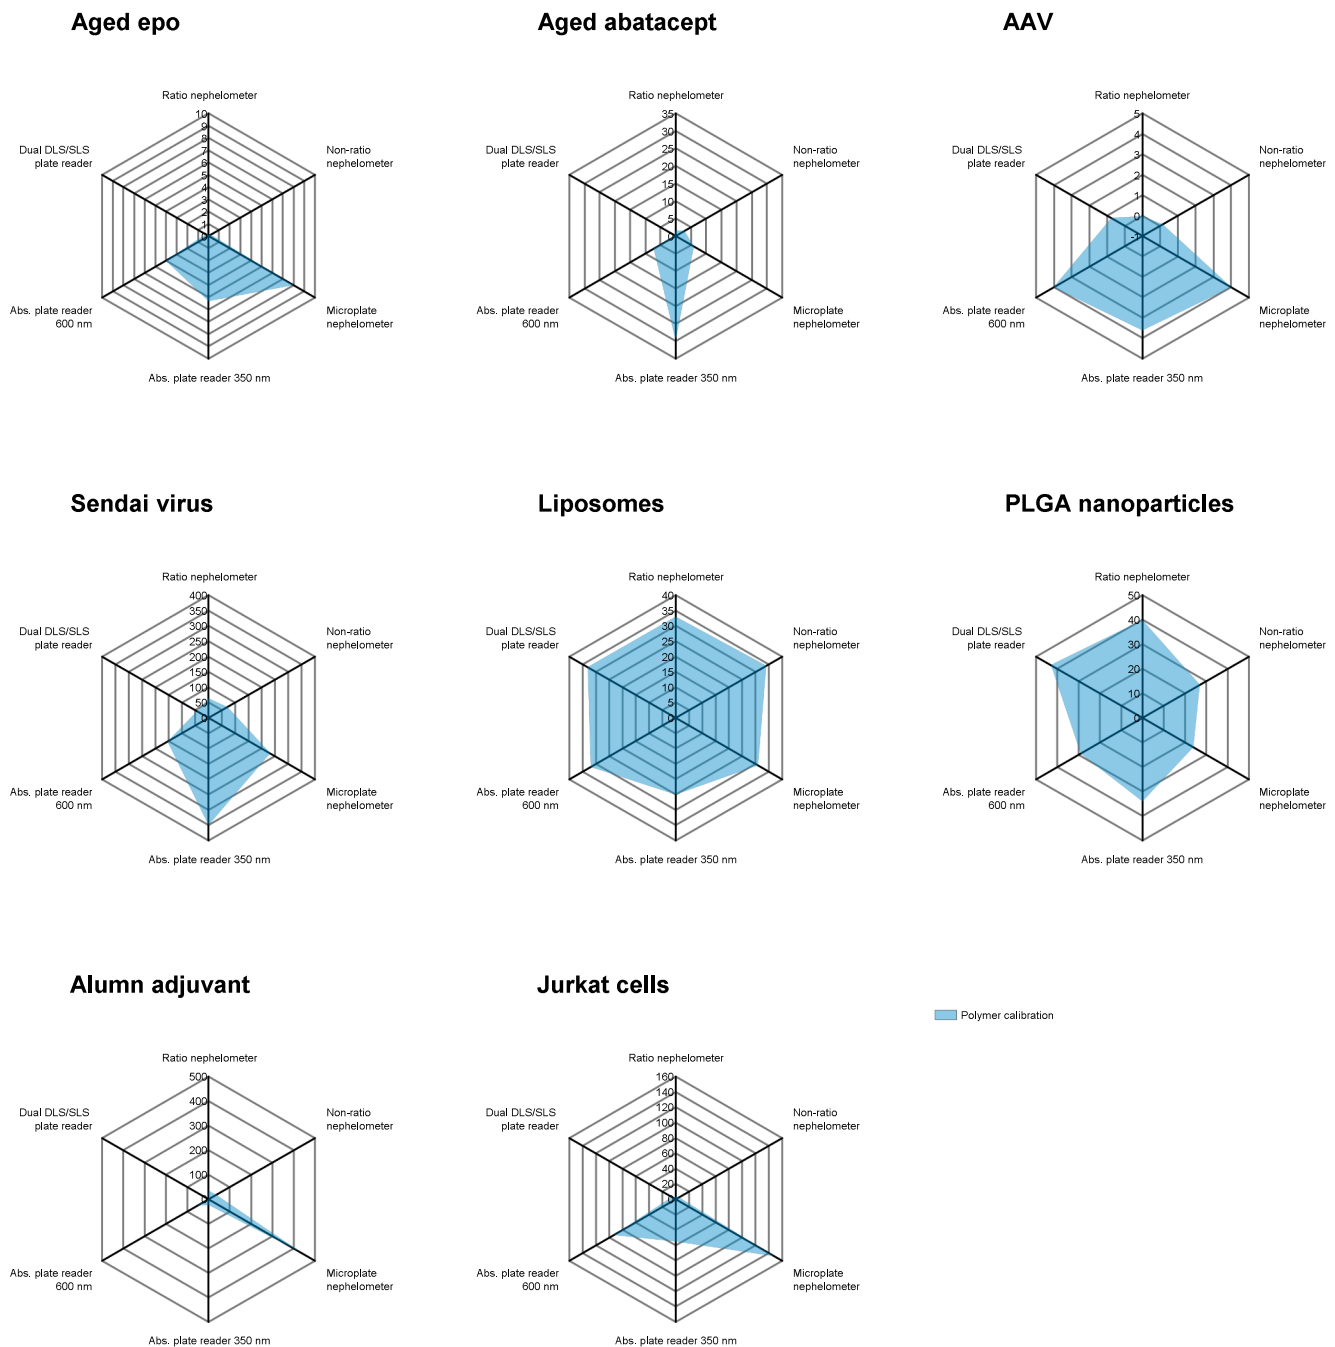 Aged epo
Ratio nephelometer
10
9
8
7
6
5
4
3
2
1
0
Dual DLS/SLS
plate reader
Non-ratio
nephelometer
Abs. plate reader
600 nm
Microplate
nephelometer
Abs. plate reader 350 nm
Aged abatacept
Ratio nephelometer
35
30
25
20
15
10
5
0
Dual DLS/SLS
plate reader
Non-ratio
nephelometer
Abs. plate reader
600 nm
Microplate
nephelometer
Abs. plate reader 350 nm
AAV
Ratio nephelometer
5
4
3
2
1
0
-1
Dual DLS/SLS
plate reader
Non-ratio
nephelometer
Abs. plate reader
600 nm
Microplate
nephelometer
Abs. plate reader 350 nm
Sendai virus
Ratio nephelometer
400
350
300
250
200
150
100
50
0
Dual DLS/SLS
plate reader
Non-ratio
nephelometer
Abs. plate reader
600 nm
Microplate
nephelometer
Abs. plate reader 350 nm
Liposomes
Ratio nephelometer
40
35
30
25
20
15
10
5
0
Dual DLS/SLS
plate reader
Non-ratio
nephelometer
Abs. plate reader
600 nm
Microplate
nephelometer
Abs. plate reader 350 nm
PLGA nanoparticles
Ratio nephelometer
50
40
30
20
10
0
Dual DLS/SLS
plate reader
Non-ratio
nephelometer
Abs. plate reader
600 nm
Microplate
nephelometer
Abs. plate reader 350 nm
Alumn adjuvant
Ratio nephelometer
500
400
300
200
100
0
Dual DLS/SLS
plate reader
Non-ratio
nephelometer
Abs. plate reader
600 nm
Microplate
nephelometer
Abs. plate reader 350 nm
Jurkat cells
Ratio nephelometer
160
140
120
100
80
60
40
20
0
Dual DLS/SLS
plate reader
Non-ratio
nephelometer
Abs. plate reader
600 nm
Microplate
nephelometer
Abs. plate reader 350 nm
Polymer calibration